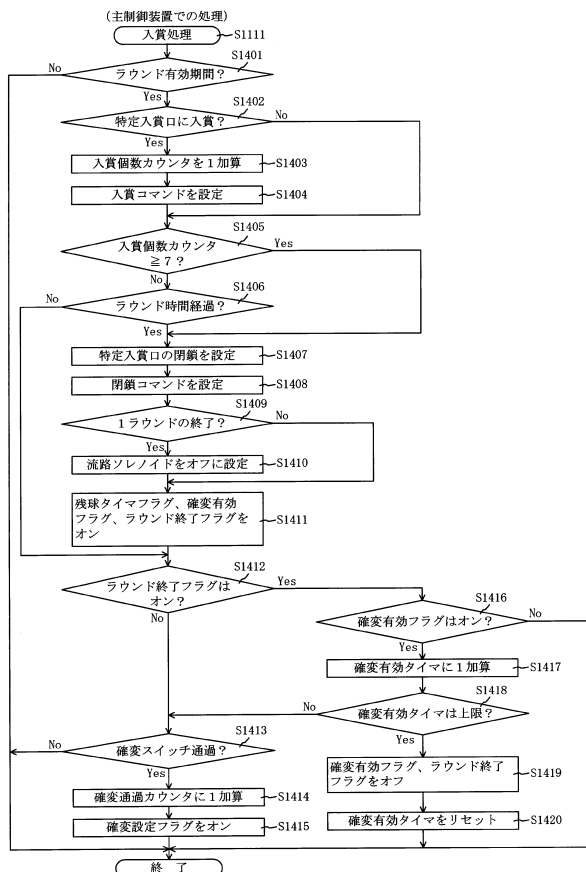 (主制御装置での処理)
入賞処理
S1111
S1401
No
ラウンド有効期間？
Yes
S1402
No
特定入賞口に入賞？
Yes
入賞個数カウンタを１加算
S1403
入賞コマンドを設定
S1404
S1405
入賞個数カウンタ
≧７？
Yes
No
S1406
No
ラウンド時間経過？
Yes
特定入賞口の閉鎖を設定
S1407
閉鎖コマンドを設定
S1408
S1409
No
１ラウンドの終了？
Yes
流路ソレノイドをオフに設定
S1410
残球タイマフラグ、確変有効
フラグ、ラウンド終了フラグを
オン
S1411
S1412
ラウンド終了フラグは
オン？
Yes
No
S1416
確変有効フラグはオン？
No
Yes
確変有効タイマに１加算
S1417
S1418
No
確変有効タイマは上限？
Yes
S1413
No
確変スイッチ通過？
Yes
確変有効フラグ、ラウンド終了
フラグをオフ
S1419
確変通過カウンタに１加算
S1414
確変設定フラグをオン
S1415
確変有効タイマをリセット
S1420
終　了